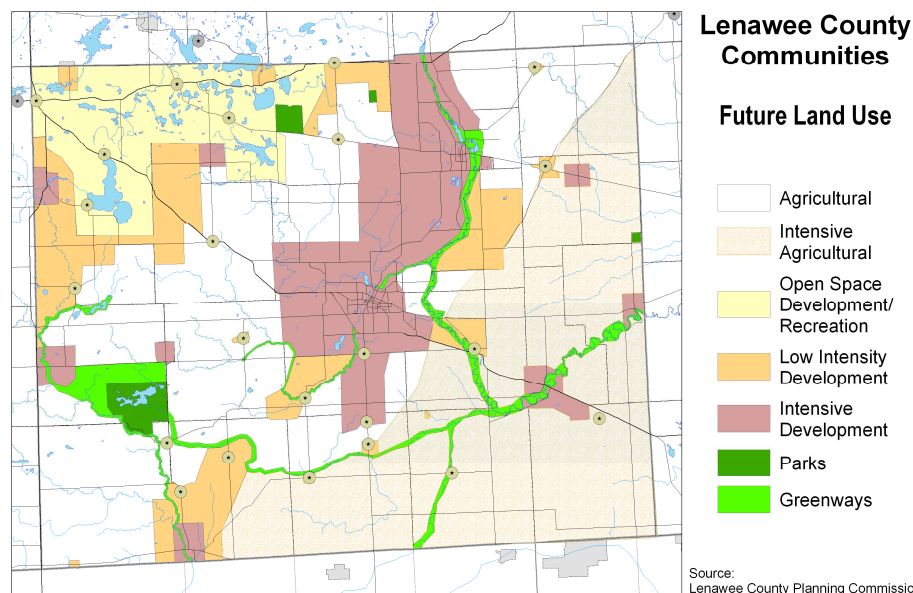 Lenawee County
Communities
Future Land Use
Agricultural
Intensive
Agricultural
Open Space
Development/
Recreation
Low Intensity
Development
Intensive
Development
Parks
Greenways
Source:
Lenawee County Planning Commissio